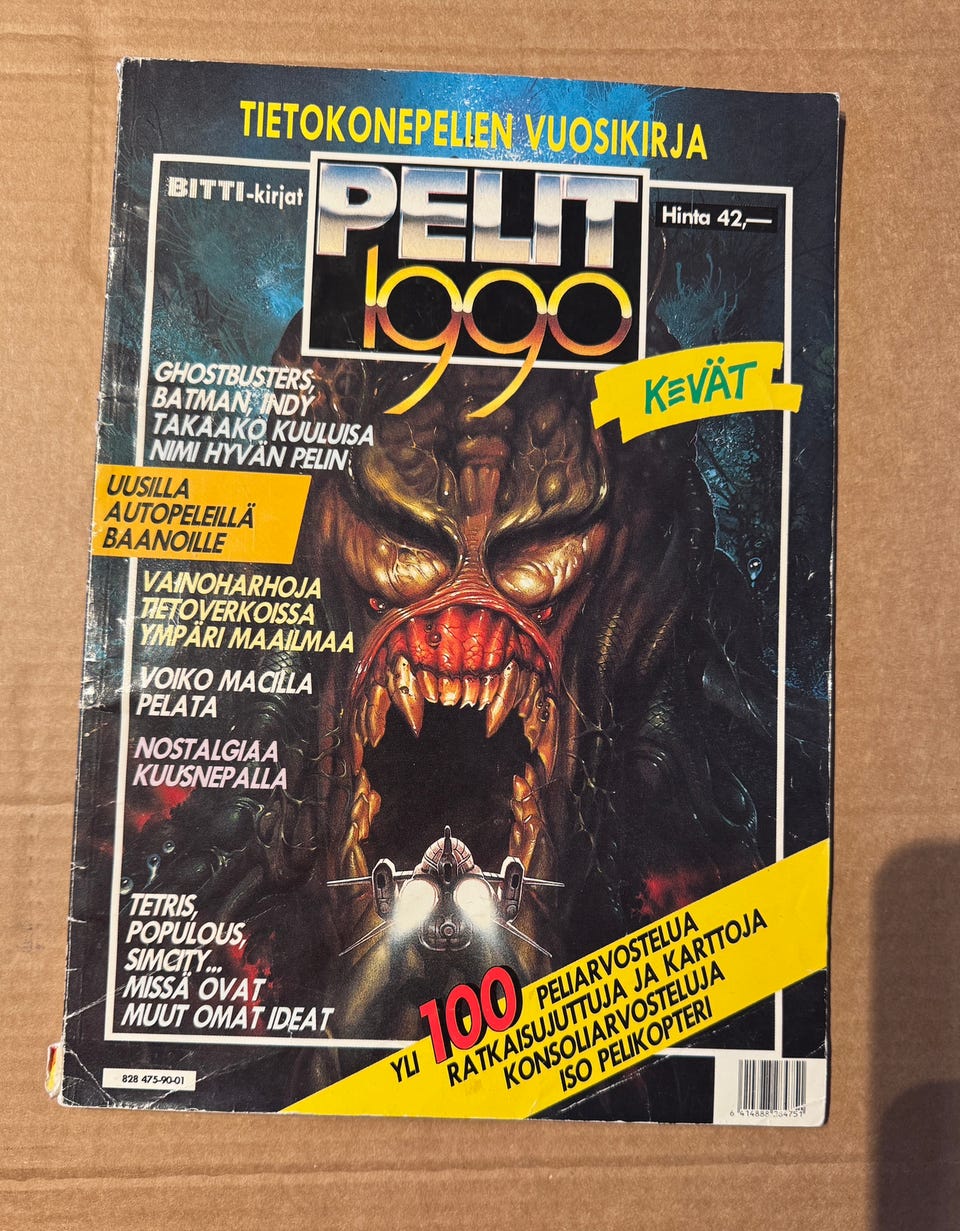 TIETOKONEPELIEN VUOSIKIRJA
BITTI-kirjat
PELIT
1990
Hinta 42,—
KEVÄT
GHOSTBUSTERS,
BATMAN, INDY
TAKAAKO KUULUISA
NIMI HYVÄN PELIN
UUSILLA
AUTOPELEILLÄ
BAANOILLE
VAINOHARHOJA
TIETOVERKOISSA
YMPÄRI MAAILMAA
VOIKO MACILLA
PELATA
NOSTALGIAA
KUUSNEPALLA
TETRIS,
POPULOUS,
SIMCITY...
MISSÄ OVAT
MUUT OMAT IDEAT
YLI 100 PELIARVOSTELUA
RATKAISUJUTTUJA JA KARTTOJA
KONSOLIARVOSTELUJA
ISO PELIKOPTERI
828 475-90-01